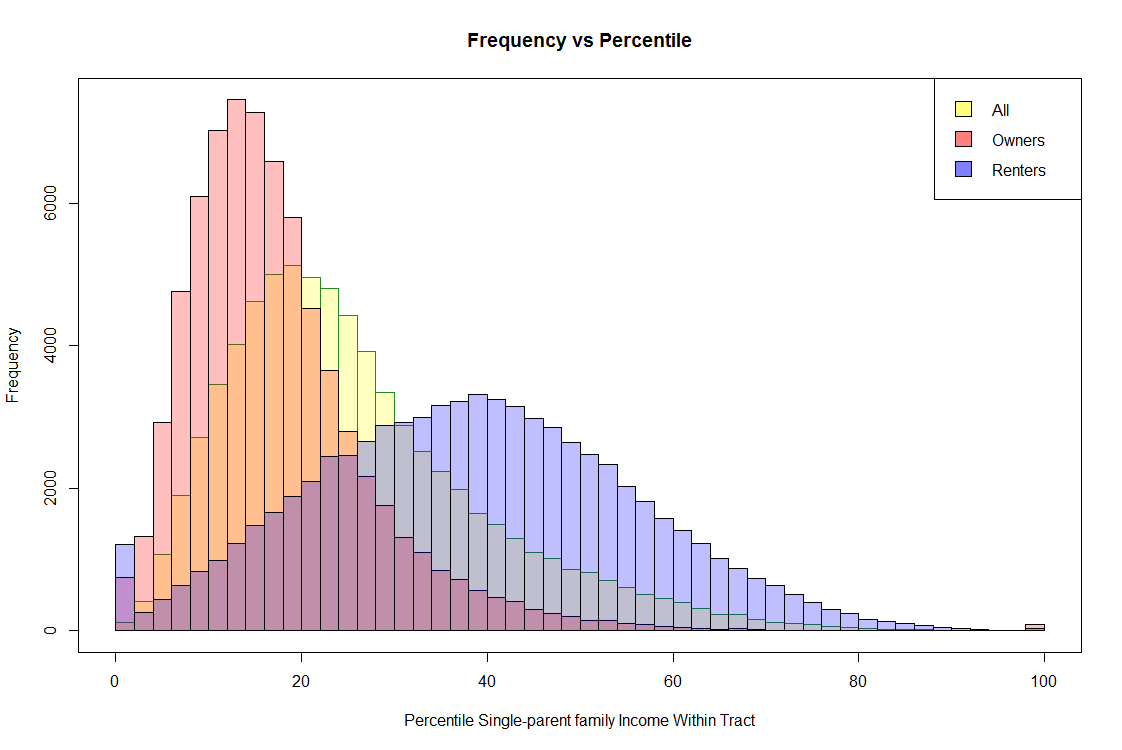 Frequency vs Percentile
All
Owners
Renters
Frequency
6000
4000
2000
0
0 20 40 60 80 100
Percentile Single-parent family Income Within Tract